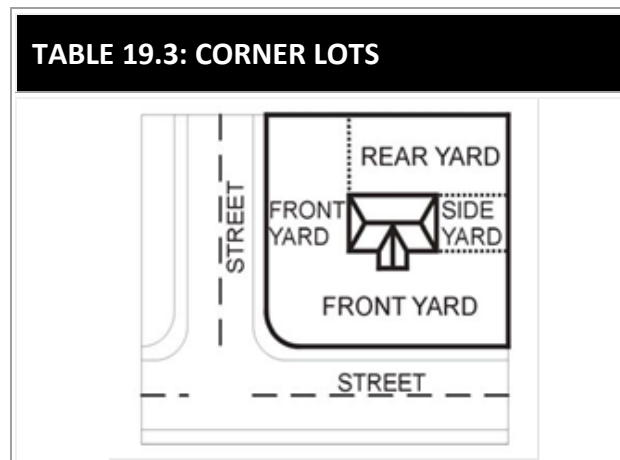 TABLE 19.3: CORNER LOTS
REAR YARD
FRONT
YARD
SIDE
YARD
STREET
FRONT YARD
STREET